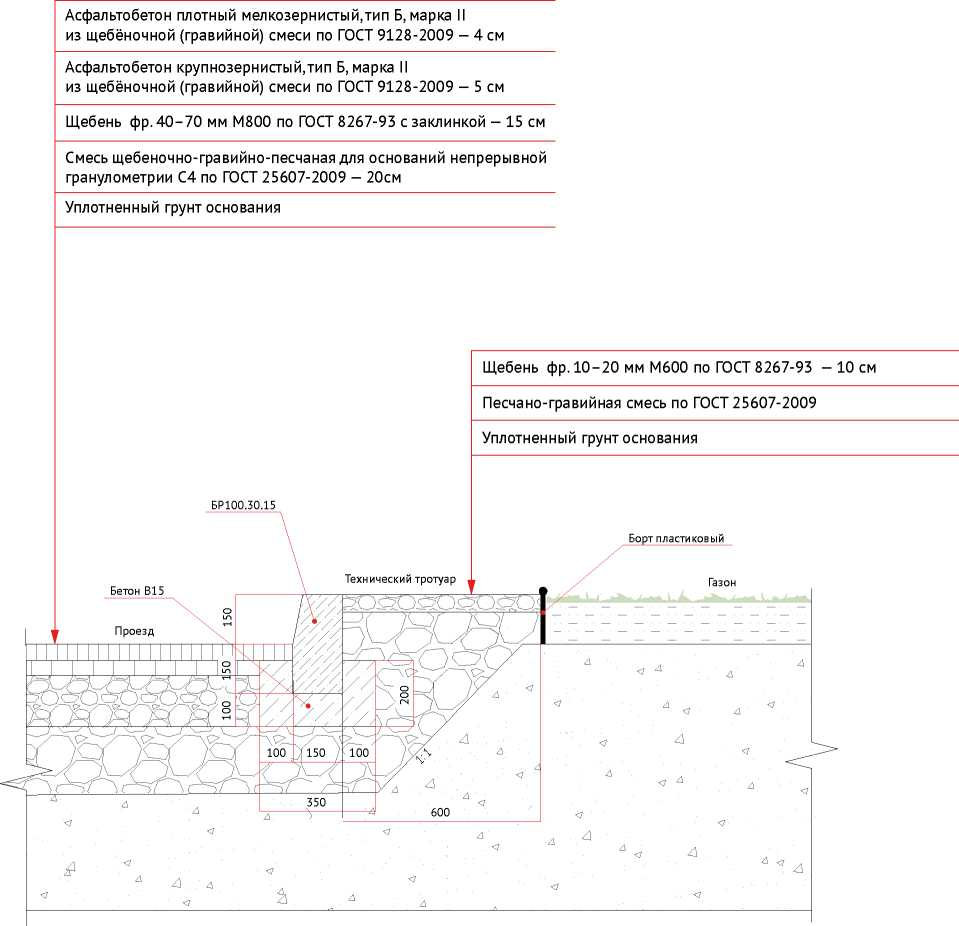 Асфальтобетон плотный мелкозернистый, тип Б, марка II
из щебёночной (гравийной) смеси по ГОСТ 9128-2009 — 4 см
Асфальтобетон крупнозернистый, тип Б, марка II
из щебёночной (гравийной) смеси по ГОСТ 9128-2009 — 5 см
Щебень фр. 40–70 мм М800 по ГОСТ 8267-93 с заклинкой — 15 см
Смесь щебеночно-гравийно-песчаная для оснований непрерывной
гранулометрии С4 по ГОСТ 25607-2009 — 20см
Уплотненный грунт основания
Щебень фр. 10–20 мм М600 по ГОСТ 8267-93 — 10 см
Песчано-гравийная смесь по ГОСТ 25607-2009
Уплотненный грунт основания
БР100.30.15
Борт пластиковый
Технический тротуар
Газон
Бетон В15
Проезд
150
150
100
200
100
150
100
1:1
350
600